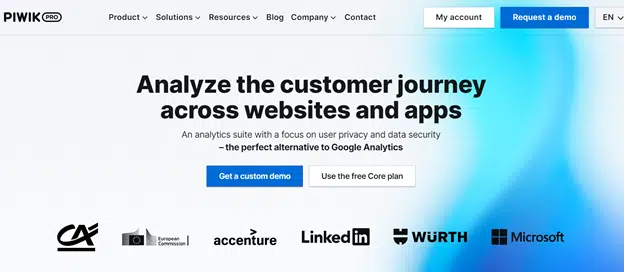 PIWIK PRO Product Solutions Resources Blog Company Contact My account Request a demo EN
Analyze the customer journey
across websites and apps
An analytics suite with a focus on user privacy and data security
– the perfect alternative to Google Analytics
Get a custom demo Use the free Core plan
CA European Commission accenture LinkedIn WÜRTH Microsoft